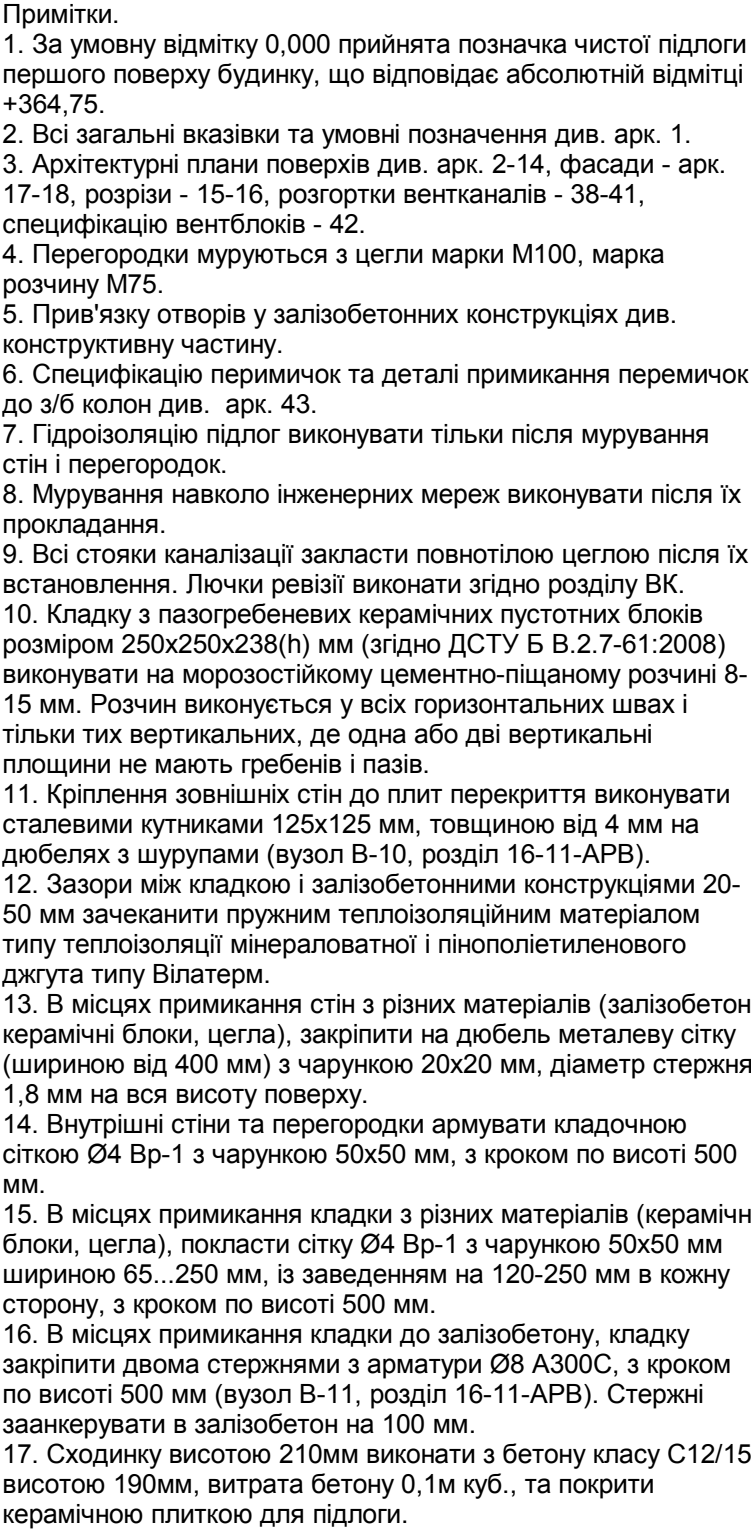 Примітки.
1. За умовну відмітку 0,000 прийнята позначка чистої підлоги
першого поверху будинку, що відповідає абсолютній відмітці
+364,75.
2. Всі загальні вказівки та умовні позначення див. арк. 1.
3. Архітектурні плани поверхів див. арк. 2-14, фасади - арк.
17-18, розрізи - 15-16, розгортки вентканалів - 38-41,
специфікацію вентблоків - 42.
4. Перегородки муруються з цегли марки М100, марка
розчину М75.
5. Прив'язку отворів у залізобетонних конструкціях див.
конструктивну частину.
6. Специфікацію перимичок та деталі примикання перемичок
до з/б колон див.  арк. 43.
7. Гідроізоляцію підлог виконувати тільки після мурування
стін і перегородок.
8. Мурування навколо інженерних мереж виконувати після їх
прокладання.
9. Всі стояки каналізації закласти повнотілою цеглою після їх
встановлення. Лючки ревізії виконати згідно розділу ВК.
10. Кладку з пазогребеневих керамічних пустотних блоків
розміром 250х250х238(h) мм (згідно ДСТУ Б В.2.7-61:2008)
виконувати на морозостійкому цементно-піщаному розчині 8-
15 мм. Розчин виконується у всіх горизонтальних швах і
тільки тих вертикальних, де одна або дві вертикальні
площини не мають гребенів і пазів.
11. Кріплення зовнішніх стін до плит перекриття виконувати
сталевими кутниками 125х125 мм, товщиною від 4 мм на
дюбелях з шурупами (вузол В-10, розділ 16-11-АРВ).
12. Зазори між кладкою і залізобетонними конструкціями 20-
50 мм зачеканити пружним теплоізоляційним матеріалом
типу теплоізоляції мінераловатної і пінополіетиленового
джгута типу Вілатерм.
13. В місцях примикання стін з різних матеріалів (залізобетон
керамічні блоки, цегла), закріпити на дюбель металеву сітку
(шириною від 400 мм) з чарункою 20х20 мм, діаметр стержня
1,8 мм на вся висоту поверху.
14. Внутрішні стіни та перегородки армувати кладочною
сіткою Ø4 Вр-1 з чарункою 50х50 мм, з кроком по висоті 500
мм.
15. В місцях примикання кладки з різних матеріалів (керамічн
блоки, цегла), покласти сітку Ø4 Вр-1 з чарункою 50х50 мм
шириною 65...250 мм, із заведенням на 120-250 мм в кожну
сторону, з кроком по висоті 500 мм.
16. В місцях примикання кладки до залізобетону, кладку
закріпити двома стержнями з арматури Ø8 А300С, з кроком
по висоті 500 мм (вузол В-11, розділ 16-11-АРВ). Стержні
заанкерувати в залізобетон на 100 мм.
17. Сходинку висотою 210мм виконати з бетону класу С12/15
висотою 190мм, витрата бетону 0,1м куб., та покрити
керамічною плиткою для підлоги.